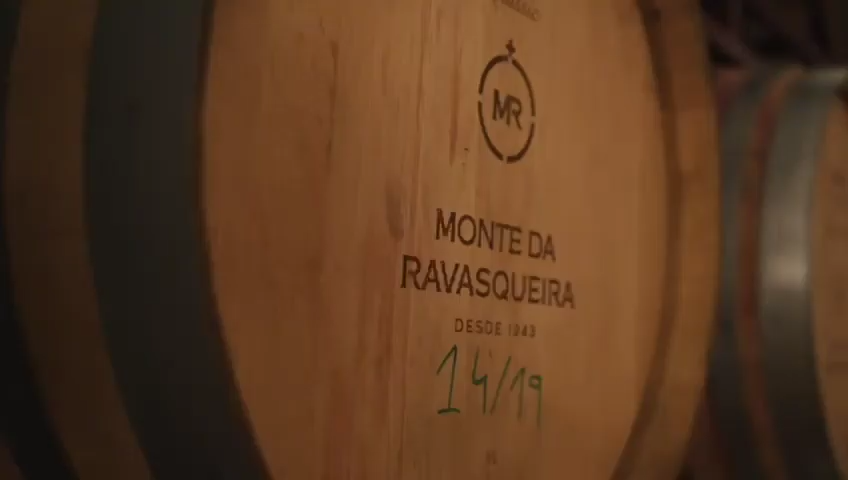 MR
MONTE DA
RAVASQUEIRA
DESDE 1943
14/19